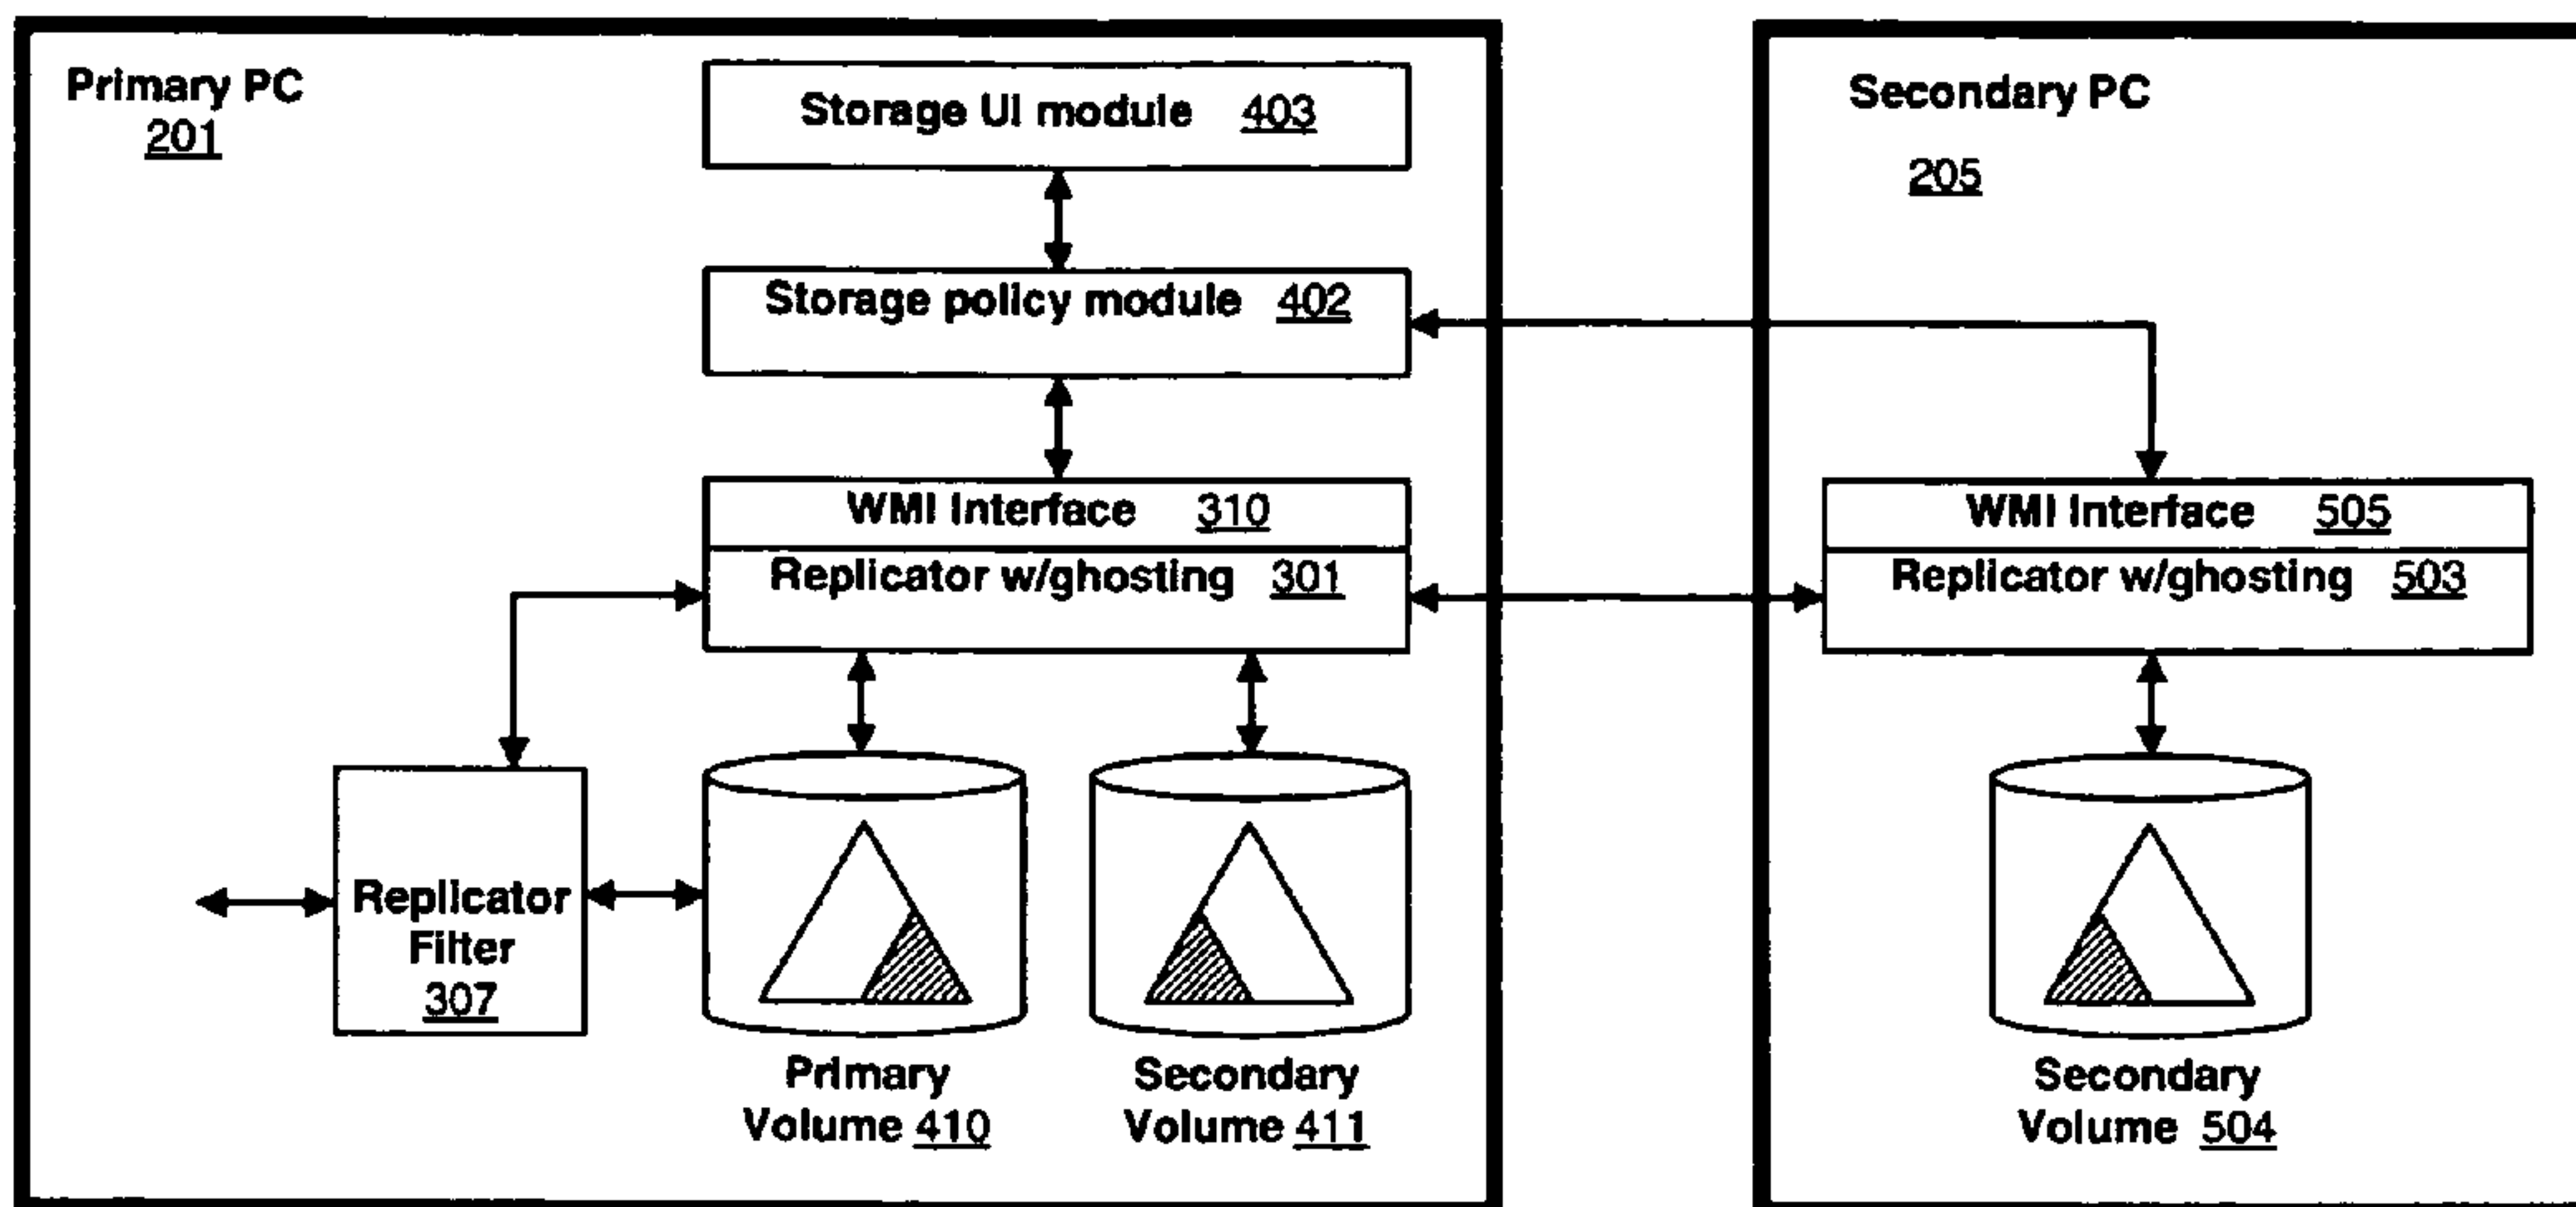 Primary PC
201
Storage UI module 403
Storage policy module 402
WMI Interface 310
Replicator w/ghosting 301
Replicator
Filter
307
Primary
Volume 410
Secondary
Volume 411
Secondary PC
205
WMI Interface 505
Replicator w/ghosting 503
Secondary
Volume 504